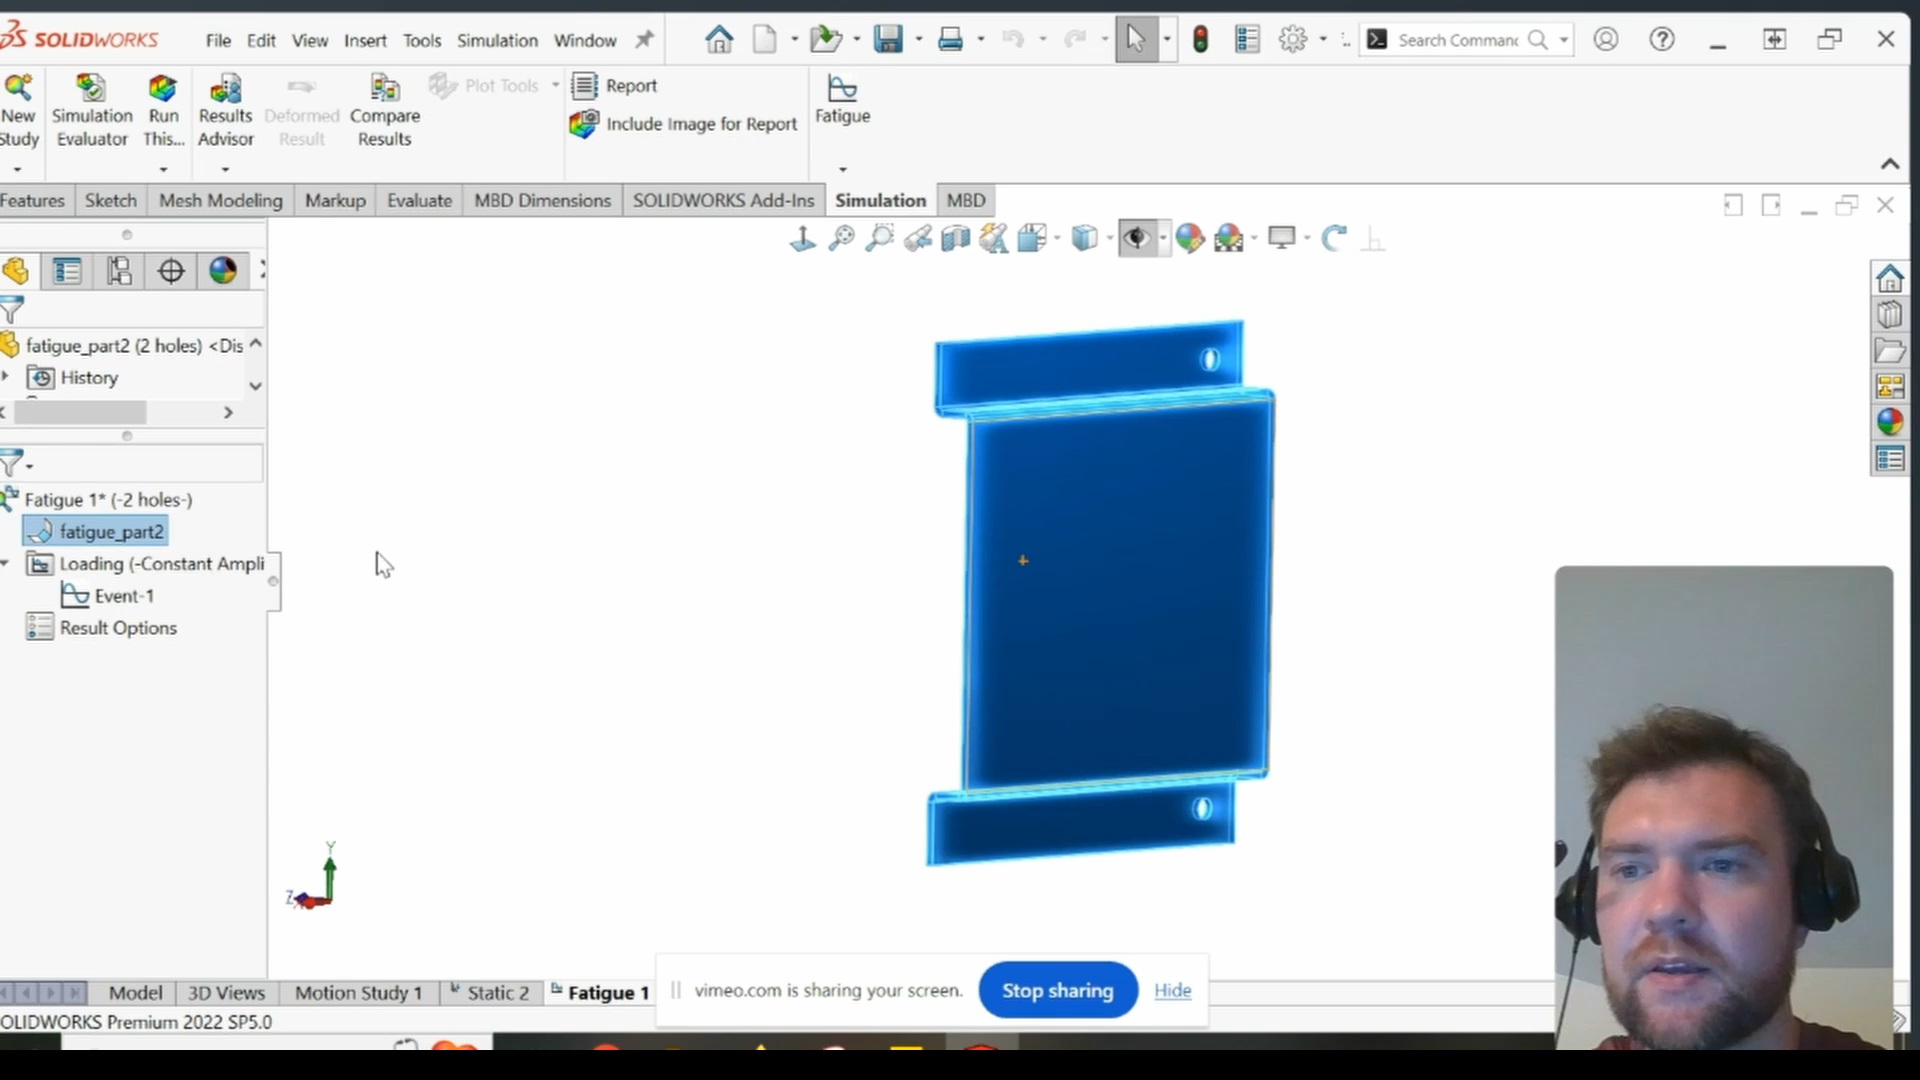 SOLIDWORKS File Edit View Insert Tools Simulation Window Search Commanc
New Study
Simulation Evaluator
Run This...
Results Advisor
Deformed Result
Compare Results
Plot Tools
Report
Include Image for Report
Fatigue
Features Sketch Mesh Modeling Markup Evaluate MBD Dimensions SOLIDWORKS Add-Ins Simulation MBD
fatigue_part2 (2 holes) <Dis
History
Fatigue 1* (-2 holes-)
fatigue_part2
Loading (-Constant Ampli
Event-1
Result Options
Y
Z
vimeo.com is sharing your screen. Stop sharing Hide
Model 3D Views Motion Study 1 Static 2 Fatigue 1
OLIDWORKS Premium 2022 SP5.0